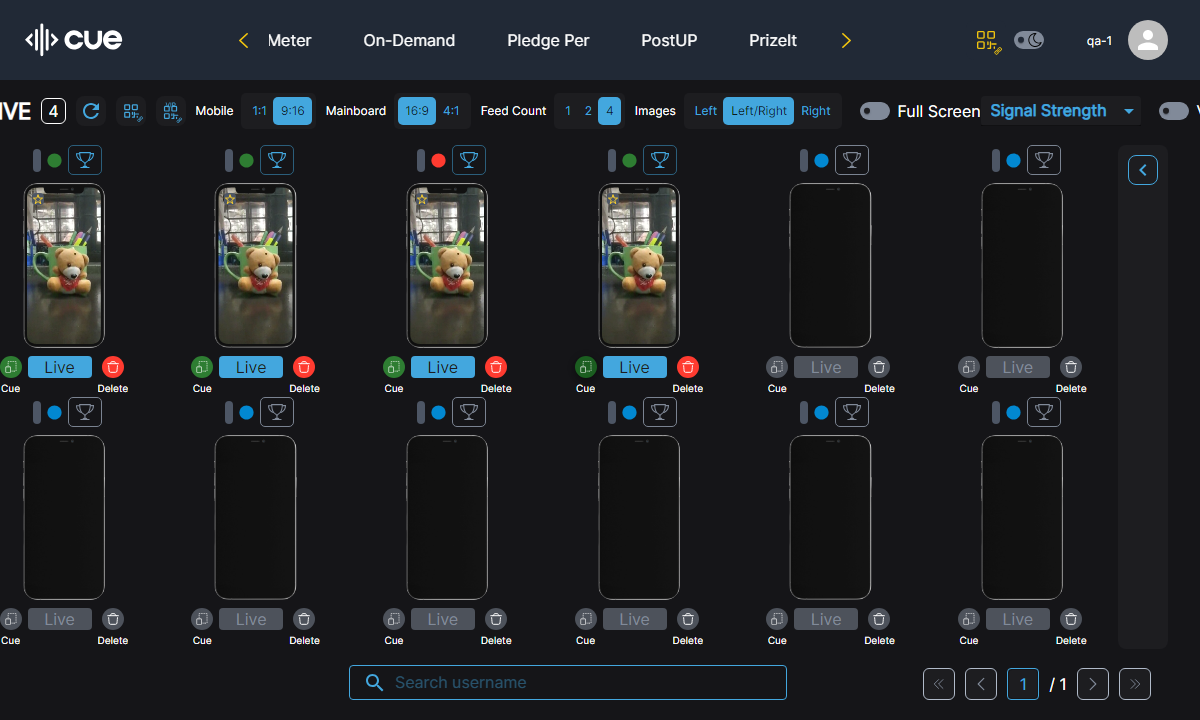 cue
Meter On-Demand Pledge Per PostUP PrizeIt
qa-1
IVE 4 Mobile 1:1 9:16 Mainboard 16:9 4:1 Feed Count 1 2 4 Images Left Left/Right Right Full Screen Signal Strength
Live Live Live Live Live Live
Cue Delete Cue Delete Cue Delete Cue Delete Cue Delete Cue Delete
Live Live Live Live Live Live
Cue Delete Cue Delete Cue Delete Cue Delete Cue Delete Cue Delete
Search username
1 / 1